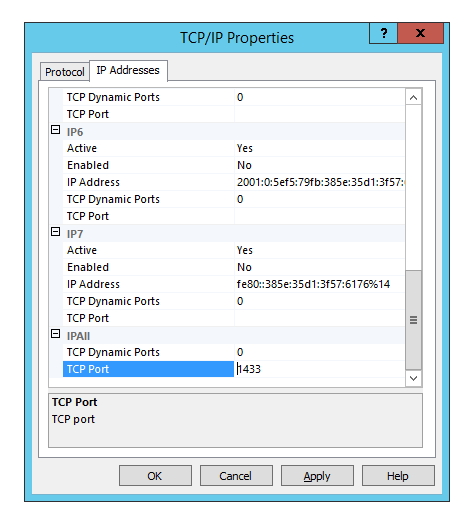 TCP/IP Properties ? x
Protocol IP Addresses
TCP Dynamic Ports 0
TCP Port
IP6
Active Yes
Enabled No
IP Address 2001:0:5ef5:79fb:385e:35d1:3f57:
TCP Dynamic Ports 0
TCP Port
IP7
Active Yes
Enabled No
IP Address fe80::385e:35d1:3f57:6176%14
TCP Dynamic Ports 0
TCP Port
IPAll
TCP Dynamic Ports 0
TCP Port 1433
TCP Port
TCP port
OK Cancel Apply Help